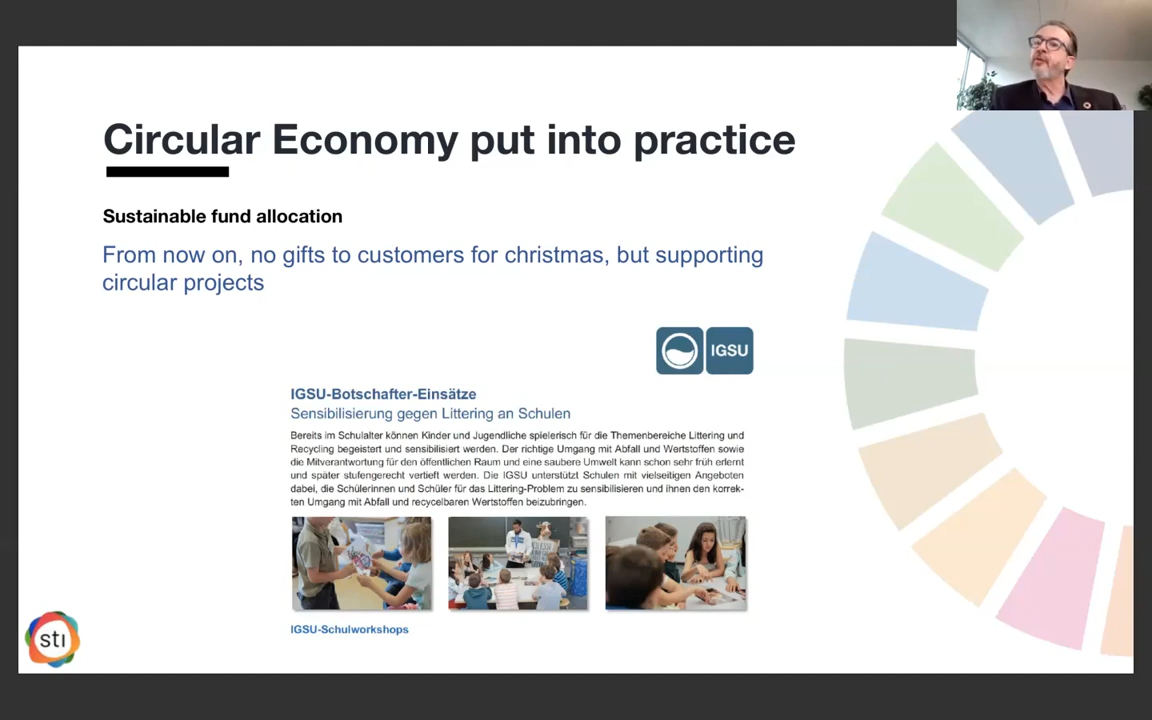 Circular Economy put into practice
Sustainable fund allocation
From now on, no gifts to customers for christmas, but supporting
circular projects
IGSU
IGSU-Botschafter-Einsätze
Sensibilisierung gegen Littering an Schulen
Bereits im Schulalter können Kinder und Jugendliche spielerisch für die Themenbereiche Littering und
Recycling begeistert und sensibilisiert werden. Der richtige Umgang mit Abfall und Wertstoffen sowie
die Mitverantwortung für den öffentlichen Raum und eine saubere Umwelt kann schon sehr früh erlernt
und später stufengerecht vertieft werden. Die IGSU unterstützt Schulen mit vielseitigen Angeboten
dabei, die Schülerinnen und Schüler für das Littering-Problem zu sensibilisieren und ihnen den korrek-
ten Umgang mit Abfall und recycelbaren Wertstoffen beizubringen.
IGSU-Schulworkshops
sti